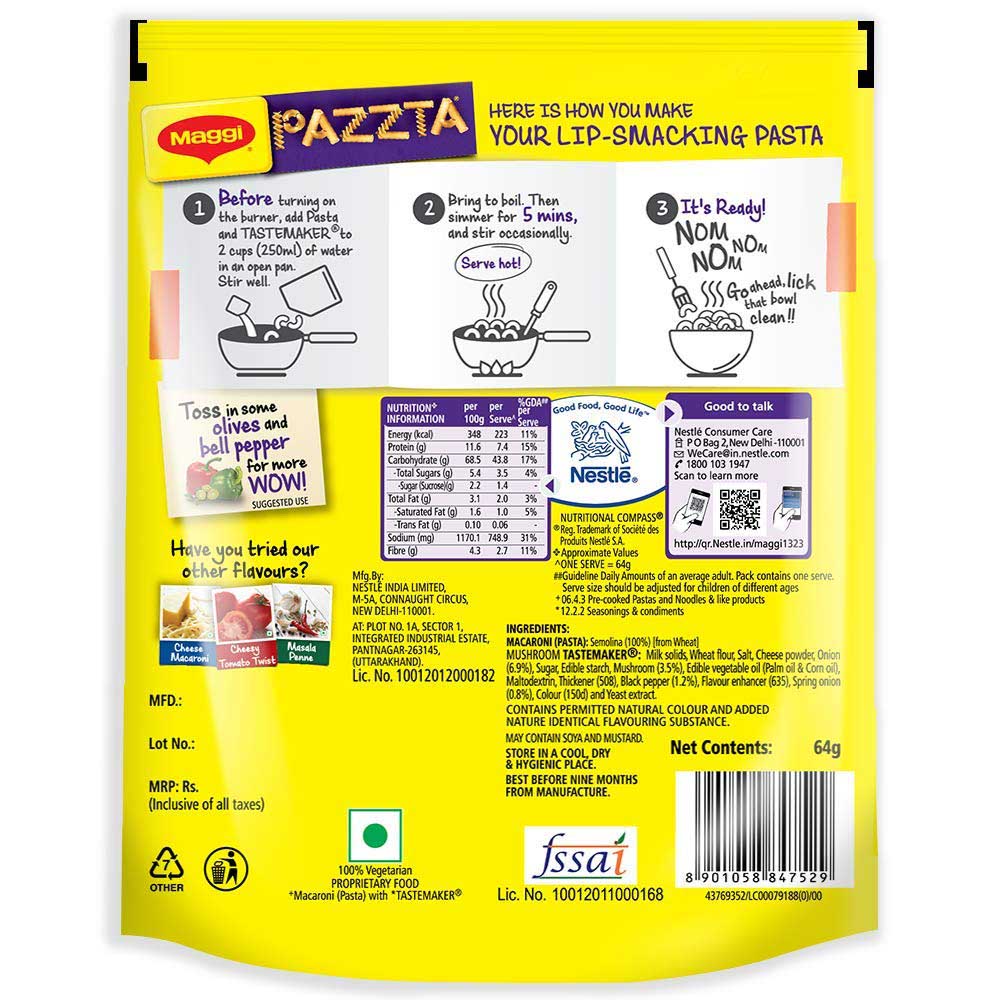 Maggi
PAZZTA
HERE IS HOW YOU MAKE
YOUR LIP-SMACKING PASTA
1 Before turning on
the burner, add Pasta
and TASTEMAKER® to
2 cups (250ml) of water
in an open pan.
Stir well.
2 Bring to boil. Then
simmer for 5 mins,
and stir occasionally.
Serve hot!
3 It's Ready!
NOM
NOM
NOM
Go ahead, lick
that bowl
clean!!
Toss in some
olives and
bell pepper
for more
WOW!
SUGGESTED USE
Have you tried our
other flavours?
Cheese
Macaroni
Cheesy
Tomato Twist
Masala
Penne
NUTRITION❖ INFORMATION per 100g per Serve^ %GDA## per Serve
Energy (kcal) 348 223 11%
Protein (g) 11.6 7.4 15%
Carbohydrate (g) 68.5 43.8 17%
-Total Sugars (g) 5.4 3.5 4%
-Sugar (Sucrose)(g) 2.2 1.4 -
Total Fat (g) 3.1 2.0 3%
-Saturated Fat (g) 1.6 1.0 5%
-Trans Fat (g) 0.10 0.06 -
Sodium (mg) 1170.1 748.9 31%
Fibre (g) 4.3 2.7 11%
Good Food, Good Life™
Nestlé®
Good to talk
Nestlé Consumer Care
P O Bag 2, New Delhi -110001
WeCare@in.nestle.com
1800 103 1947
Scan to learn more
http://qr.Nestle.in/maggi1323
NUTRITIONAL COMPASS®
® Reg. Trademark of Société des
Produits Nestlé S.A.
❖Approximate Values
^ONE SERVE = 64g
##Guideline Daily Amounts of an average adult. Pack contains one serve.
Serve size should be adjusted for children of different ages
+06.4.3 Pre-cooked Pastas and Noodles & like products
*12.2.2 Seasonings & condiments
Mfg.By:
NESTLÉ INDIA LIMITED,
M-5A, CONNAUGHT CIRCUS,
NEW DELHI-110001.
AT: PLOT NO. 1A, SECTOR 1,
INTEGRATED INDUSTRIAL ESTATE,
PANTNAGAR-263145,
(UTTARAKHAND).
Lic. No. 10012012000182
INGREDIENTS:
MACARONI (PASTA): Semolina (100%) [from Wheat]
MUSHROOM TASTEMAKER®: Milk solids, Wheat flour, Salt, Cheese powder, Onion
(6.9%), Sugar, Edible starch, Mushroom (3.5%), Edible vegetable oil (Palm oil & Corn oil),
Maltodextrin, Thickener (508), Black pepper (1.2%), Flavour enhancer (635), Spring onion
(0.8%), Colour (150d) and Yeast extract.
CONTAINS PERMITTED NATURAL COLOUR AND ADDED
NATURE IDENTICAL FLAVOURING SUBSTANCE.
MAY CONTAIN SOYA AND MUSTARD.
STORE IN A COOL, DRY
& HYGIENIC PLACE.
BEST BEFORE NINE MONTHS
FROM MANUFACTURE.
Net Contents: 64g
MFD.:
Lot No.:
MRP: Rs.
(Inclusive of all taxes)
7
OTHER
100% Vegetarian
PROPRIETARY FOOD
+Macaroni (Pasta) with *TASTEMAKER®
fssai
Lic. No. 10012011000168
8 901058 847529
43769352/LC00079188(0)/00